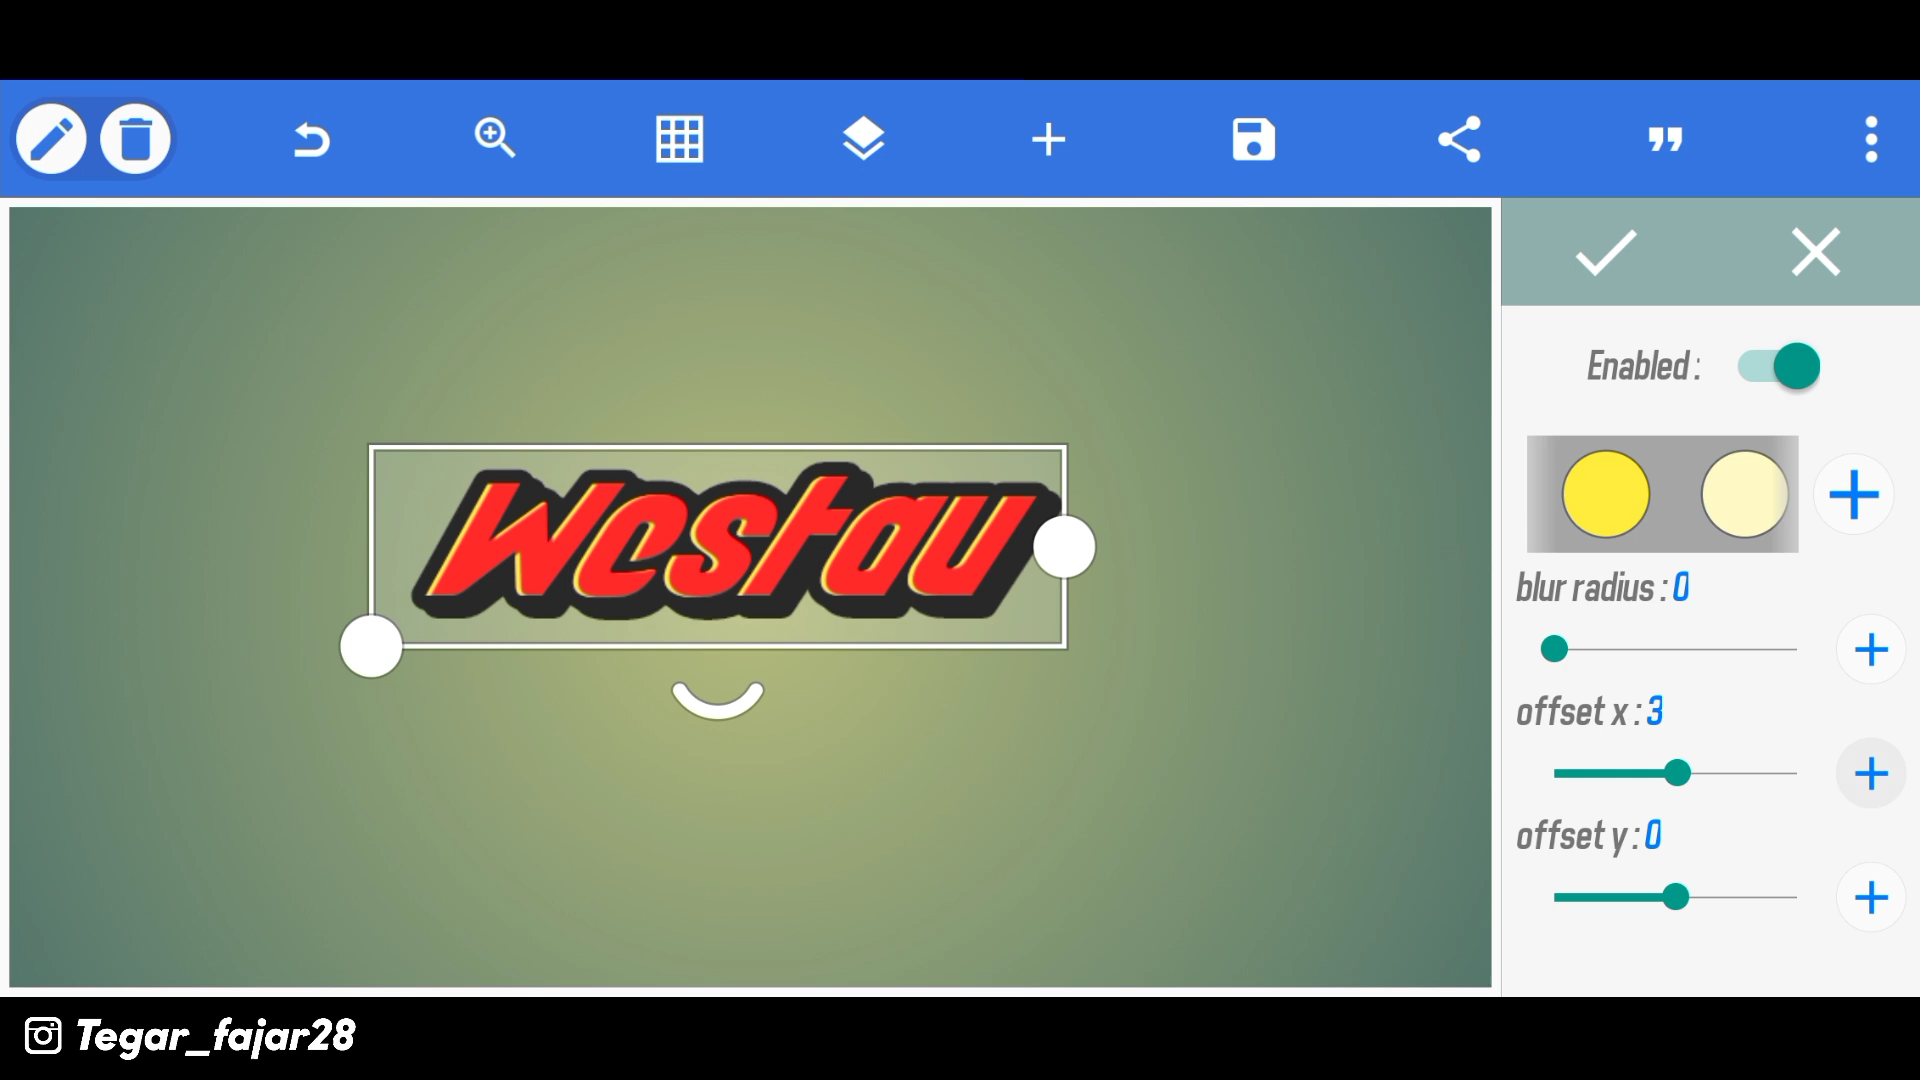 Enabled :
Westau
blur radius : 0
offset x : 3
offset y : 0
Tegar_fajar28